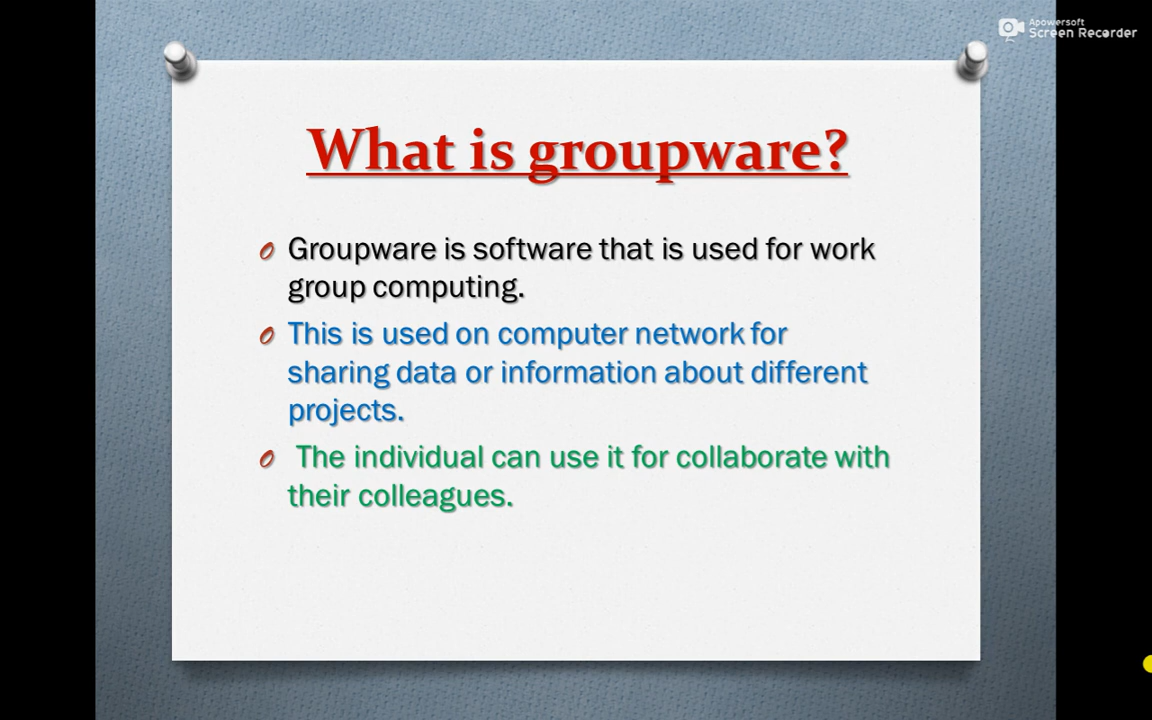 Apowersoft
Screen Recorder
What is groupware?
Groupware is software that is used for work
group computing.
This is used on computer network for
sharing data or information about different
projects.
The individual can use it for collaborate with
their colleagues.